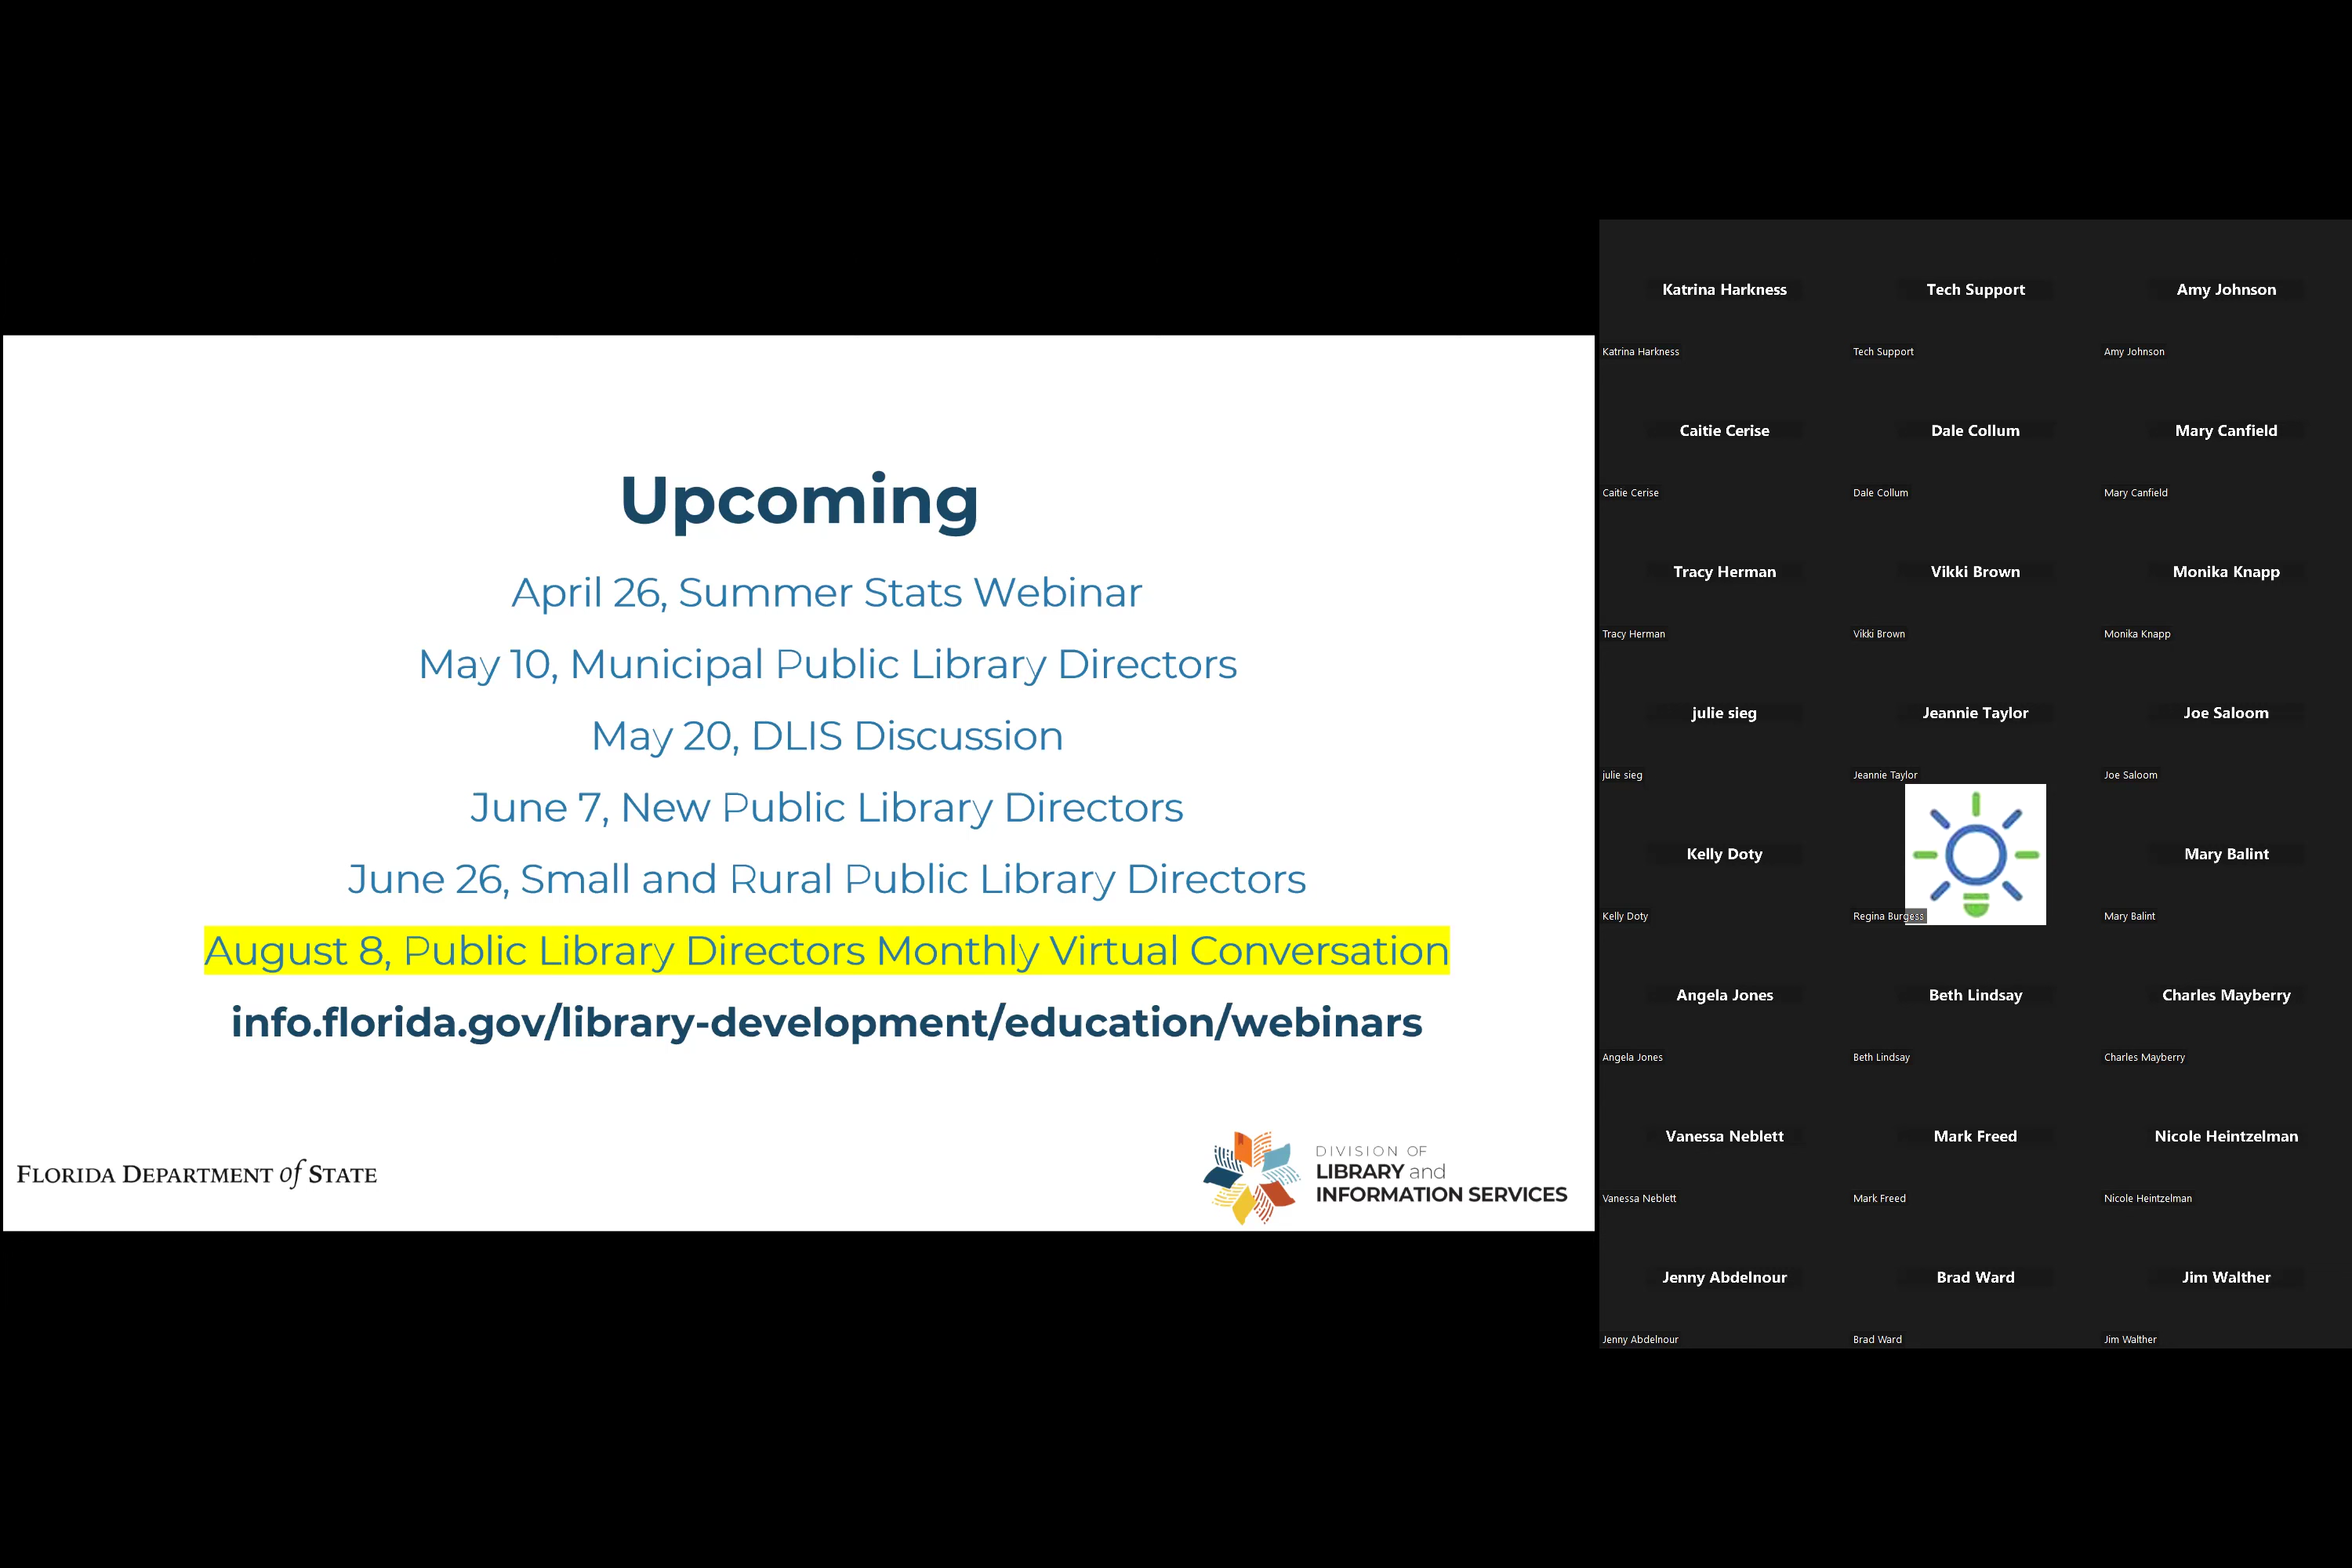 Upcoming
April 26, Summer Stats Webinar
May 10, Municipal Public Library Directors
May 20, DLIS Discussion
June 7, New Public Library Directors
June 26, Small and Rural Public Library Directors
August 8, Public Library Directors Monthly Virtual Conversation
info.florida.gov/library-development/education/webinars
FLORIDA DEPARTMENT of STATE
DIVISION OF
LIBRARY and
INFORMATION SERVICES
Katrina Harkness
Tech Support
Amy Johnson
Katrina Harkness
Tech Support
Amy Johnson
Caitie Cerise
Dale Collum
Mary Canfield
Caitie Cerise
Dale Collum
Mary Canfield
Tracy Herman
Vikki Brown
Monika Knapp
Tracy Herman
Vikki Brown
Monika Knapp
julie sieg
Jeannie Taylor
Joe Saloom
julie sieg
Jeannie Taylor
Joe Saloom
Kelly Doty
Mary Balint
Kelly Doty
Regina Burgess
Mary Balint
Angela Jones
Beth Lindsay
Charles Mayberry
Angela Jones
Beth Lindsay
Charles Mayberry
Vanessa Neblett
Mark Freed
Nicole Heintzelman
Vanessa Neblett
Mark Freed
Nicole Heintzelman
Jenny Abdelnour
Brad Ward
Jim Walther
Jenny Abdelnour
Brad Ward
Jim Walther